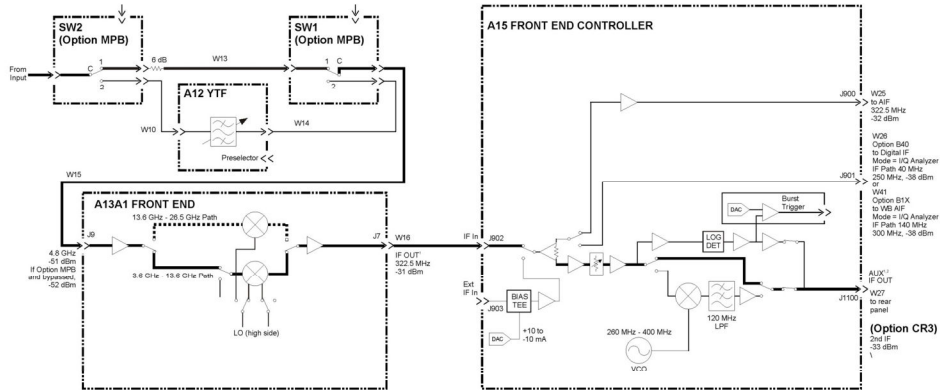 SW2
(Option MPB)
SW1
(Option MPB)
From
Input
C
1
2
6 dB
W13
1
C
2
A12 YTF
W10
W14
Preselector
W15
A13A1 FRONT END
13.6 GHz - 26.5 GHz Path
J9
4.8 GHz
-51 dBm
If Option MPB
and bypassed,
-52 dBm
3.6 GHz - 13.6 GHz Path
LO (high side)
J7
W16
IF OUT
322.5 MHz
-31 dBm
A15 FRONT END CONTROLLER
IF In
J902
Ext
IF In
J903
BIAS
TEE
DAC
+10 to
-10 mA
260 MHz - 400 MHz
VCO
120 MHz
LPF
LOG
DET
DAC
Burst
Trigger
J900
W25
to AIF
322.5 MHz
-32 dBm
J901
W26
Option B40
to Digital IF
Mode = I/Q Analyzer
IF Path 40 MHz
250 MHz, -38 dBm
or
W41
Option B1X
to WB AIF
Mode = I/Q Analyzer
IF Path 140 MHz
300 MHz, -38 dBm
AUX
IF OUT
J1100
W27
to rear
panel
(Option CR3)
2nd IF
-33 dBm
\